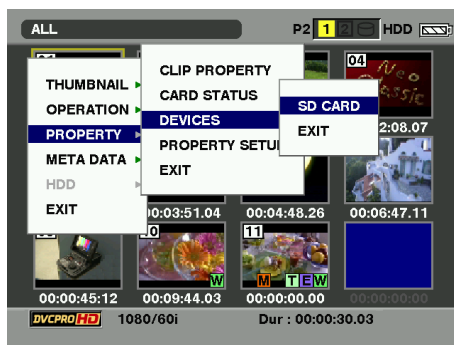 ALL P2 1 2 HDD
THUMBNAIL
OPERATION
PROPERTY
META DATA
HDD
EXIT
CLIP PROPERTY
CARD STATUS
DEVICES
PROPERTY SETU
EXIT
SD CARD
EXIT
04 Neo
ssic
2:08.07
00:03:51.04 00:04:48.26 00:06:47.11
11
W M T E W
00:00:45:12 00:09:44.03 00:00:00.00 00:00:00.00
DVCPRO HD 1080/60i Dur : 00:00:30.03